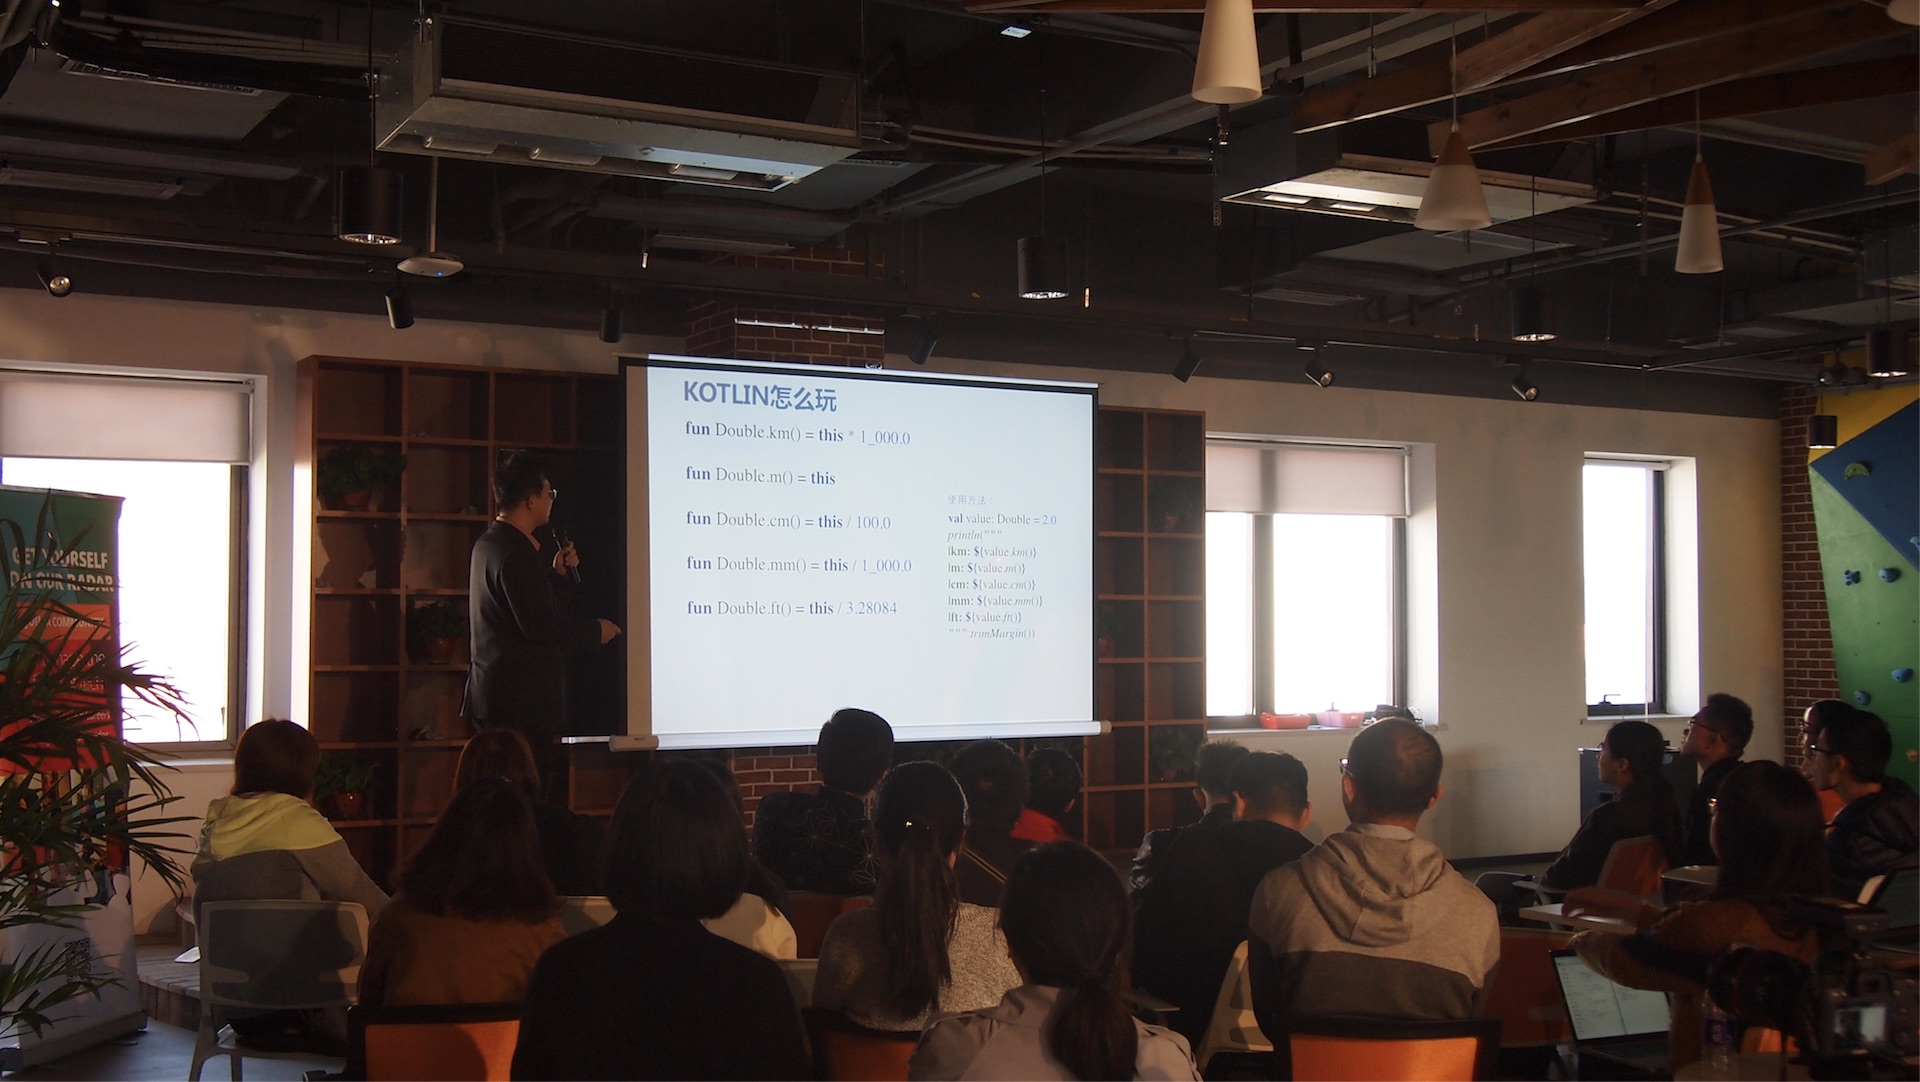 KOTLIN怎么玩
fun Double.km() = this * 1_000.0
fun Double.m() = this
fun Double.cm() = this / 100.0
fun Double.mm() = this / 1_000.0
fun Double.ft() = this / 3.28084
使用方法：
val value: Double = 2.0
println("""
|km: ${value.km()}
|m: ${value.m()}
|cm: ${value.cm()}
|mm: ${value.mm()}
|ft: ${value.ft()}
""".trimMargin())
GET YOURSELF
ON OUR RADAR
COMMUNITY